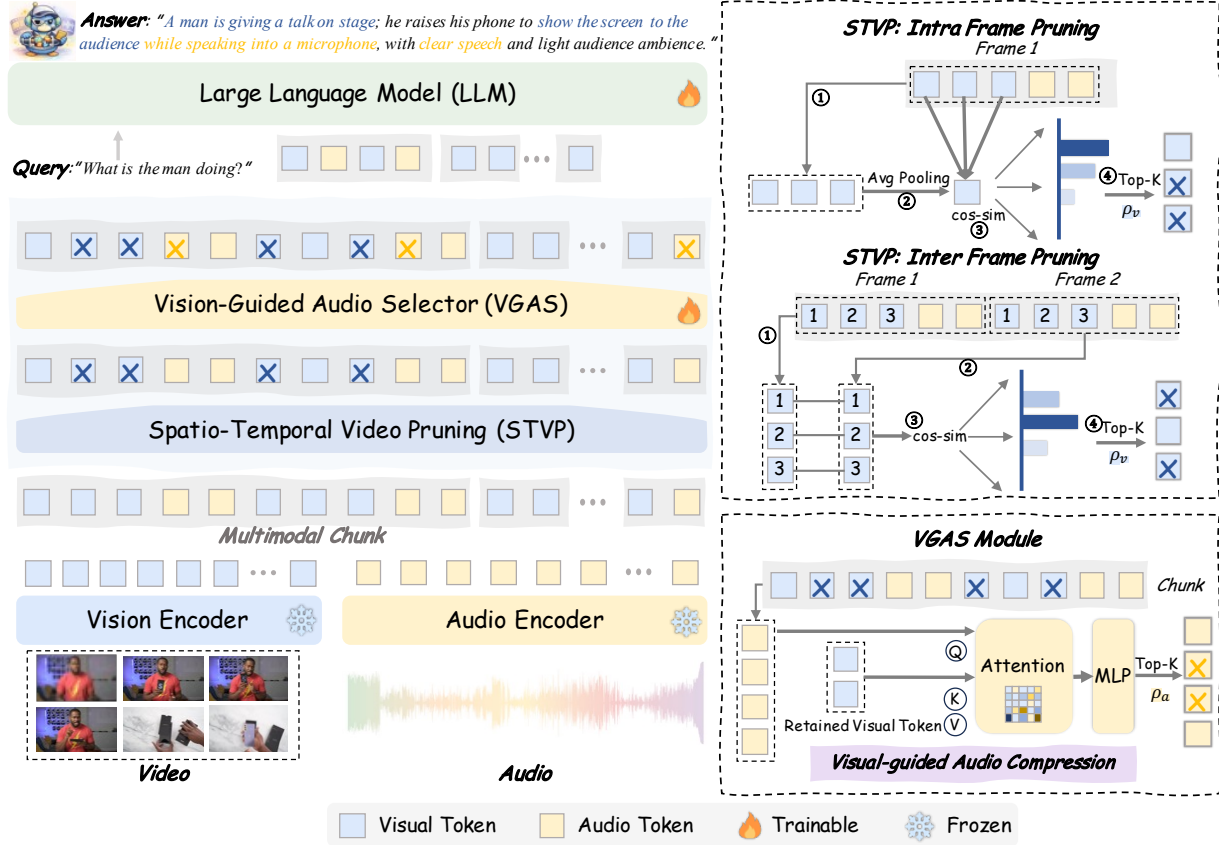 Answer: "A man is giving a talk on stage; he raises his phone to show the screen to the
audience while speaking into a microphone, with clear speech and light audience ambience."
Large Language Model (LLM)
Query:"What is the man doing?"
Vision-Guided Audio Selector (VGAS)
Spatio-Temporal Video Pruning (STVP)
Multimodal Chunk
Vision Encoder
Audio Encoder
Video
Audio
STVP: Intra Frame Pruning
Frame 1
①
Avg Pooling
②
cos-sim
③
④ Top-K
ρv
STVP: Inter Frame Pruning
Frame 1
Frame 2
1 2 3
1 2 3
①
②
1 1
2 2
3 3
③
cos-sim
④ Top-K
ρv
VGAS Module
Chunk
Q
K
V
Retained Visual Token
Attention
MLP
Top-K
ρa
Visual-guided Audio Compression
Visual Token
Audio Token
Trainable
Frozen